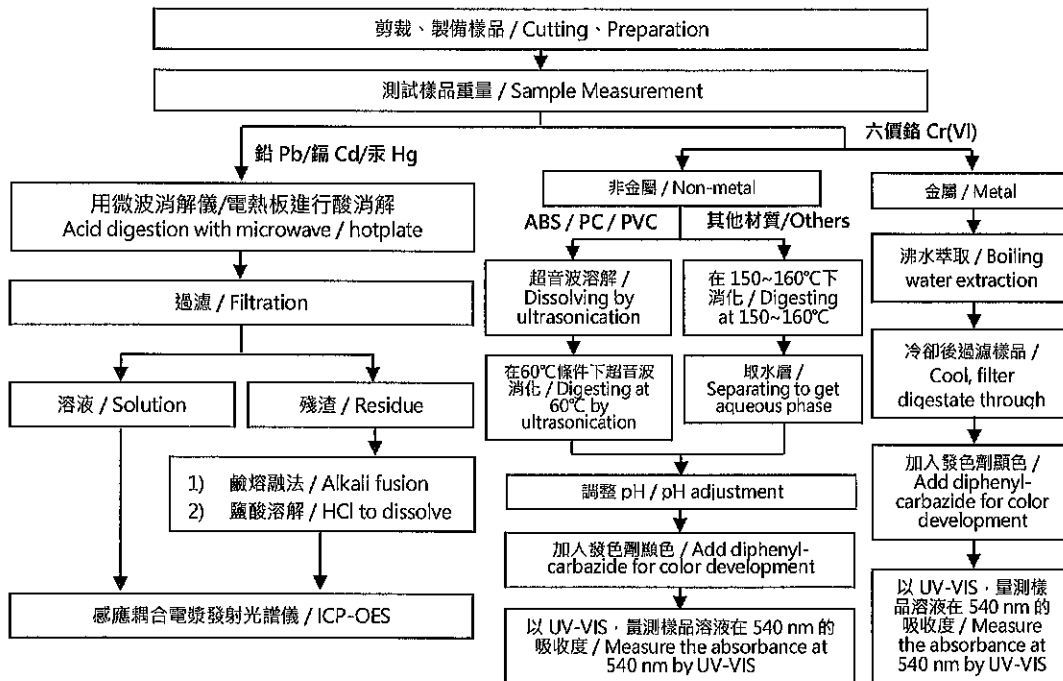 剪裁、製備樣品 / Cutting、Preparation
測試樣品重量 / Sample Measurement
六價鉻 Cr(VI)
鉛 Pb/鎘 Cd/汞 Hg
用微波消解儀/電熱板進行酸消解
Acid digestion with microwave / hotplate
過濾 / Filtration
溶液 / Solution
殘渣 / Residue
1) 鹼熔融法 / Alkali fusion
2) 鹽酸溶解 / HCl to dissolve
感應耦合電漿發射光譜儀 / ICP-OES
非金屬 / Non-metal
ABS / PC / PVC
其他材質/Others
超音波溶解 /
Dissolving by
ultrasonication
在 150~160℃下
消化 / Digesting
at 150~160℃
在60℃條件下超音波
消化 / Digesting at
60℃ by
ultrasonication
取水層 /
Separating to get
aqueous phase
調整 pH / pH adjustment
加入發色劑顯色 / Add diphenyl-
carbazide for color development
以 UV-VIS，量測樣品溶液在 540 nm 的
吸收度 / Measure the absorbance at
540 nm by UV-VIS
金屬 / Metal
沸水萃取 / Boiling
water extraction
冷卻後過濾樣品 /
Cool, filter
digestate through
加入發色劑顯色 /
Add diphenyl-
carbazide for color
development
以 UV-VIS，量測樣
品溶液在 540 nm 的
吸收度 / Measure
the absorbance at
540 nm by UV-VIS